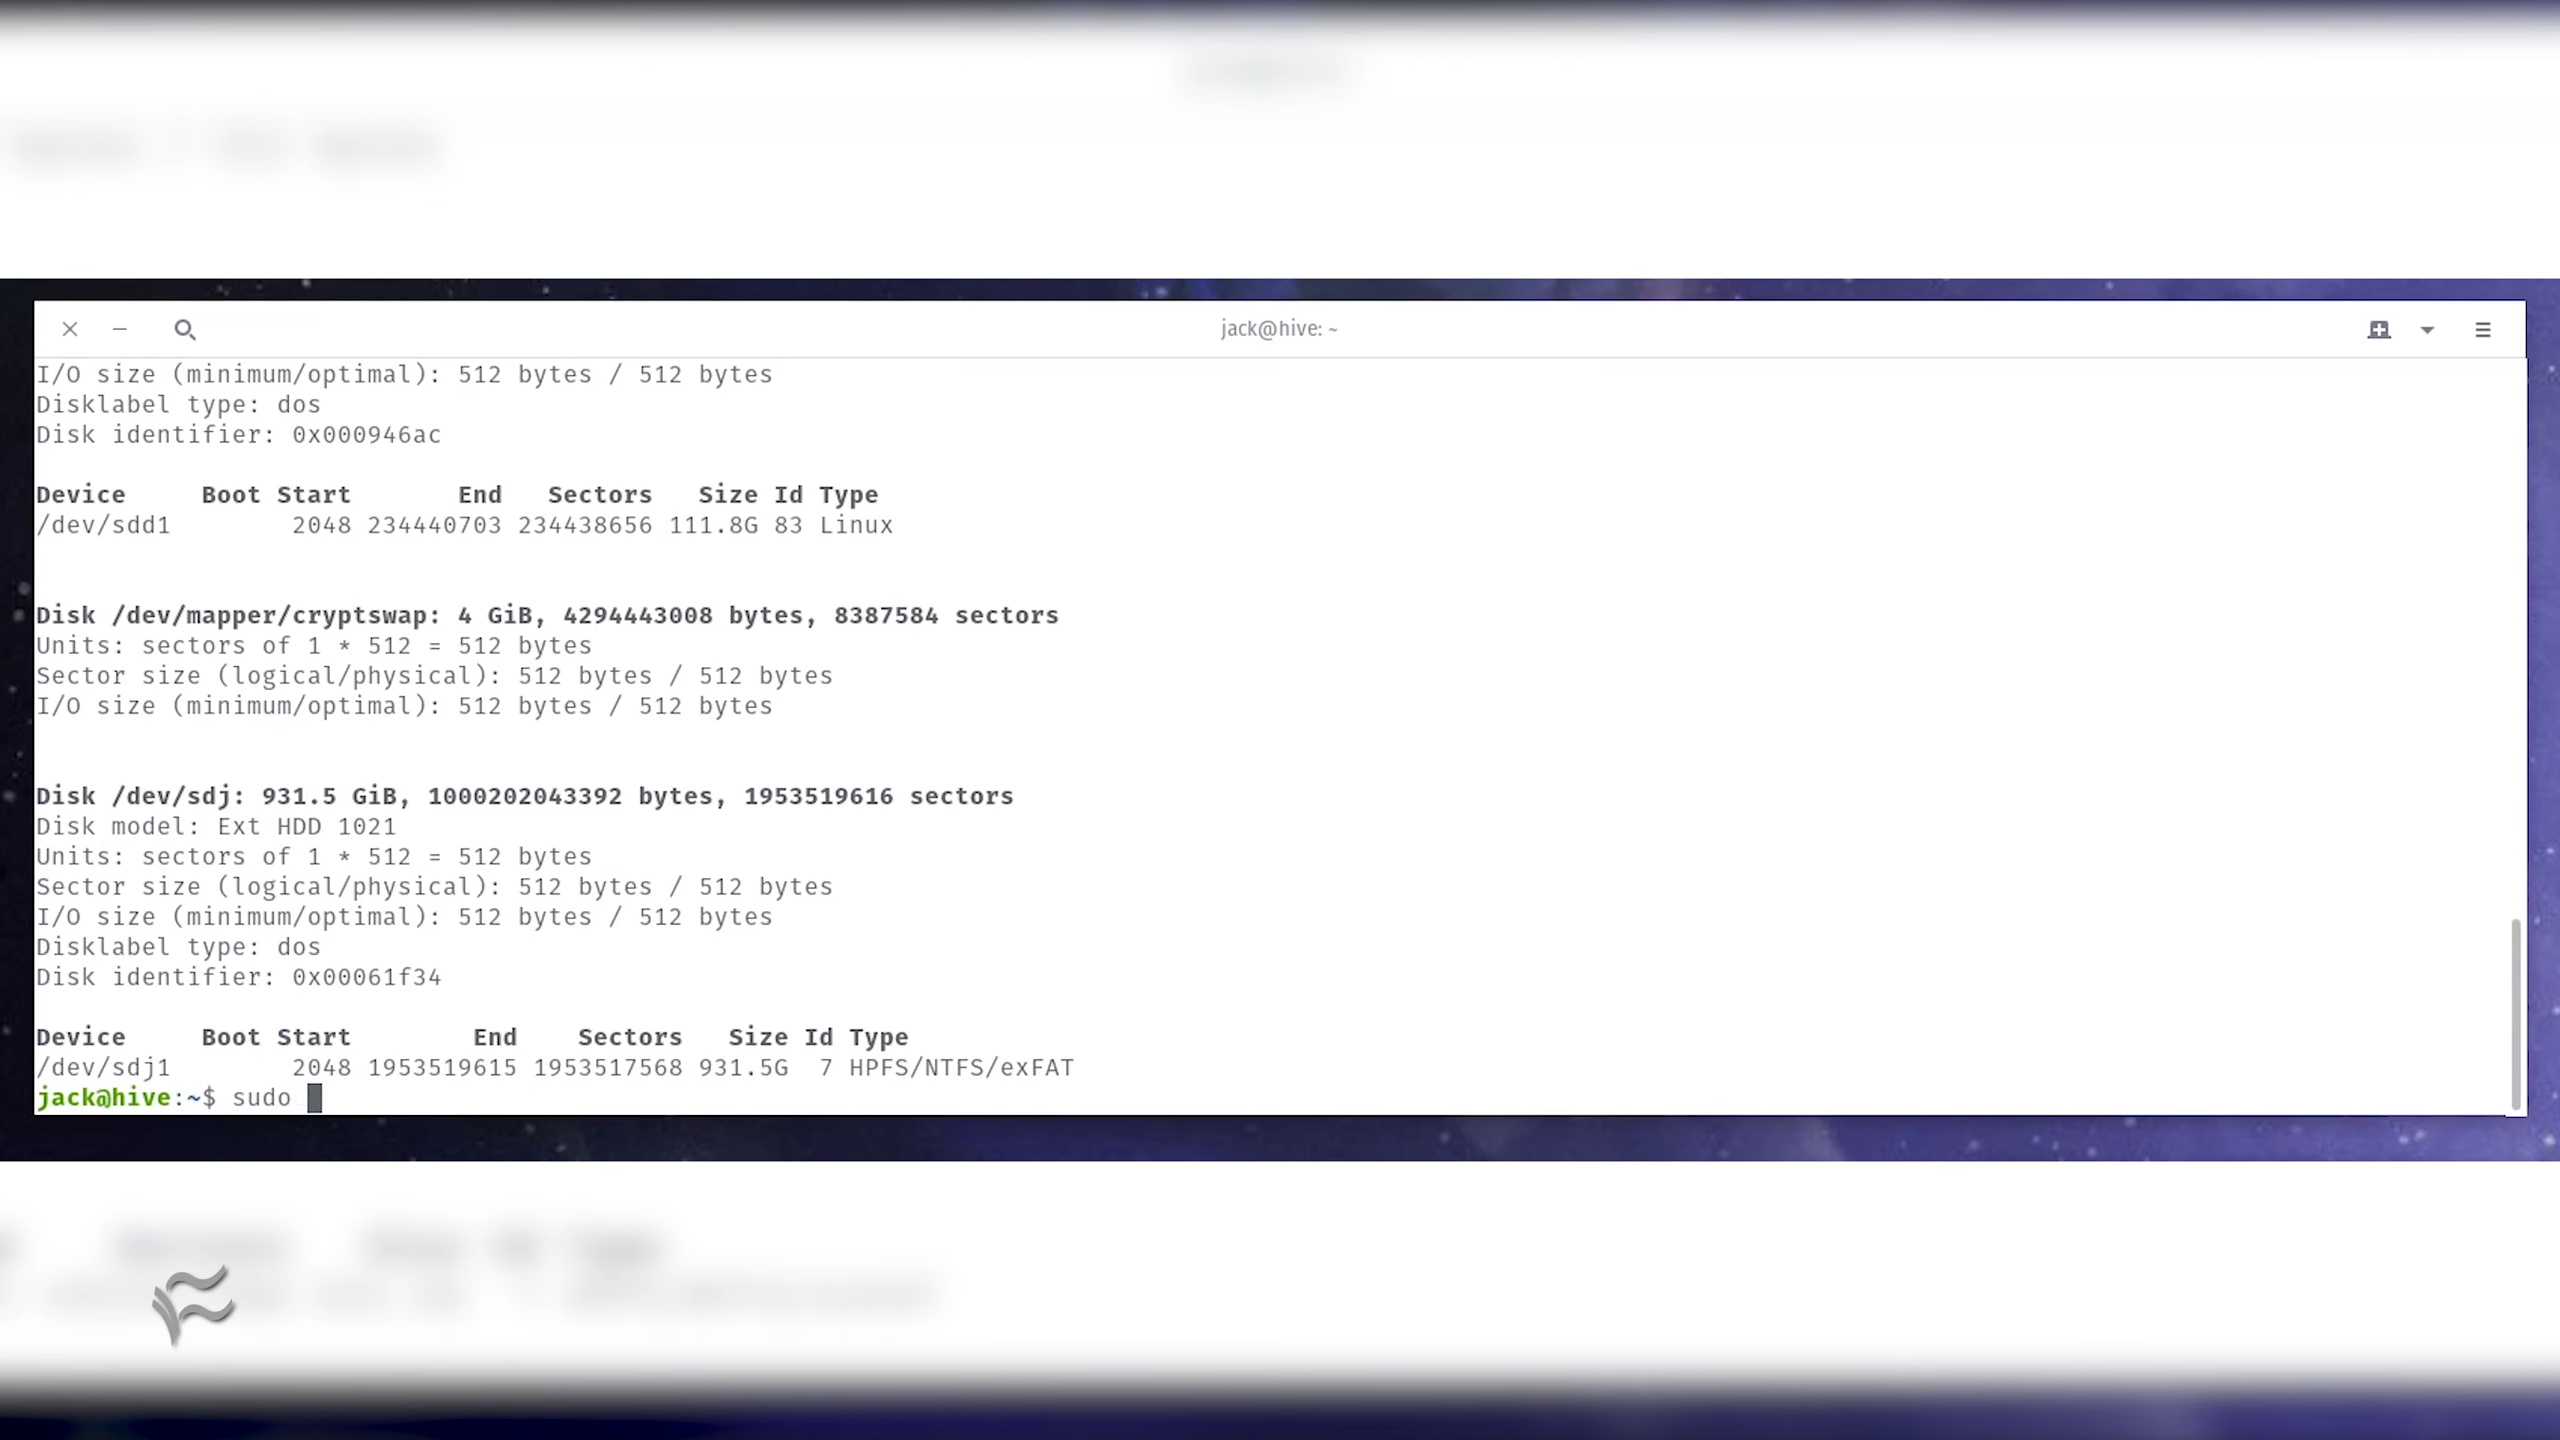 jack@hive: ~
I/O size (minimum/optimal): 512 bytes / 512 bytes
Disklabel type: dos
Disk identifier: 0x000946ac
Device     Boot Start       End   Sectors   Size Id Type
/dev/sdd1        2048 234440703 234438656 111.8G 83 Linux
Disk /dev/mapper/cryptswap: 4 GiB, 4294443008 bytes, 8387584 sectors
Units: sectors of 1 * 512 = 512 bytes
Sector size (logical/physical): 512 bytes / 512 bytes
I/O size (minimum/optimal): 512 bytes / 512 bytes
Disk /dev/sdj: 931.5 GiB, 1000202043392 bytes, 1953519616 sectors
Disk model: Ext HDD 1021
Units: sectors of 1 * 512 = 512 bytes
Sector size (logical/physical): 512 bytes / 512 bytes
I/O size (minimum/optimal): 512 bytes / 512 bytes
Disklabel type: dos
Disk identifier: 0x00061f34
Device     Boot Start        End    Sectors   Size Id Type
/dev/sdj1        2048 1953519615 1953517568 931.5G  7 HPFS/NTFS/exFAT
jack@hive:~$ sudo